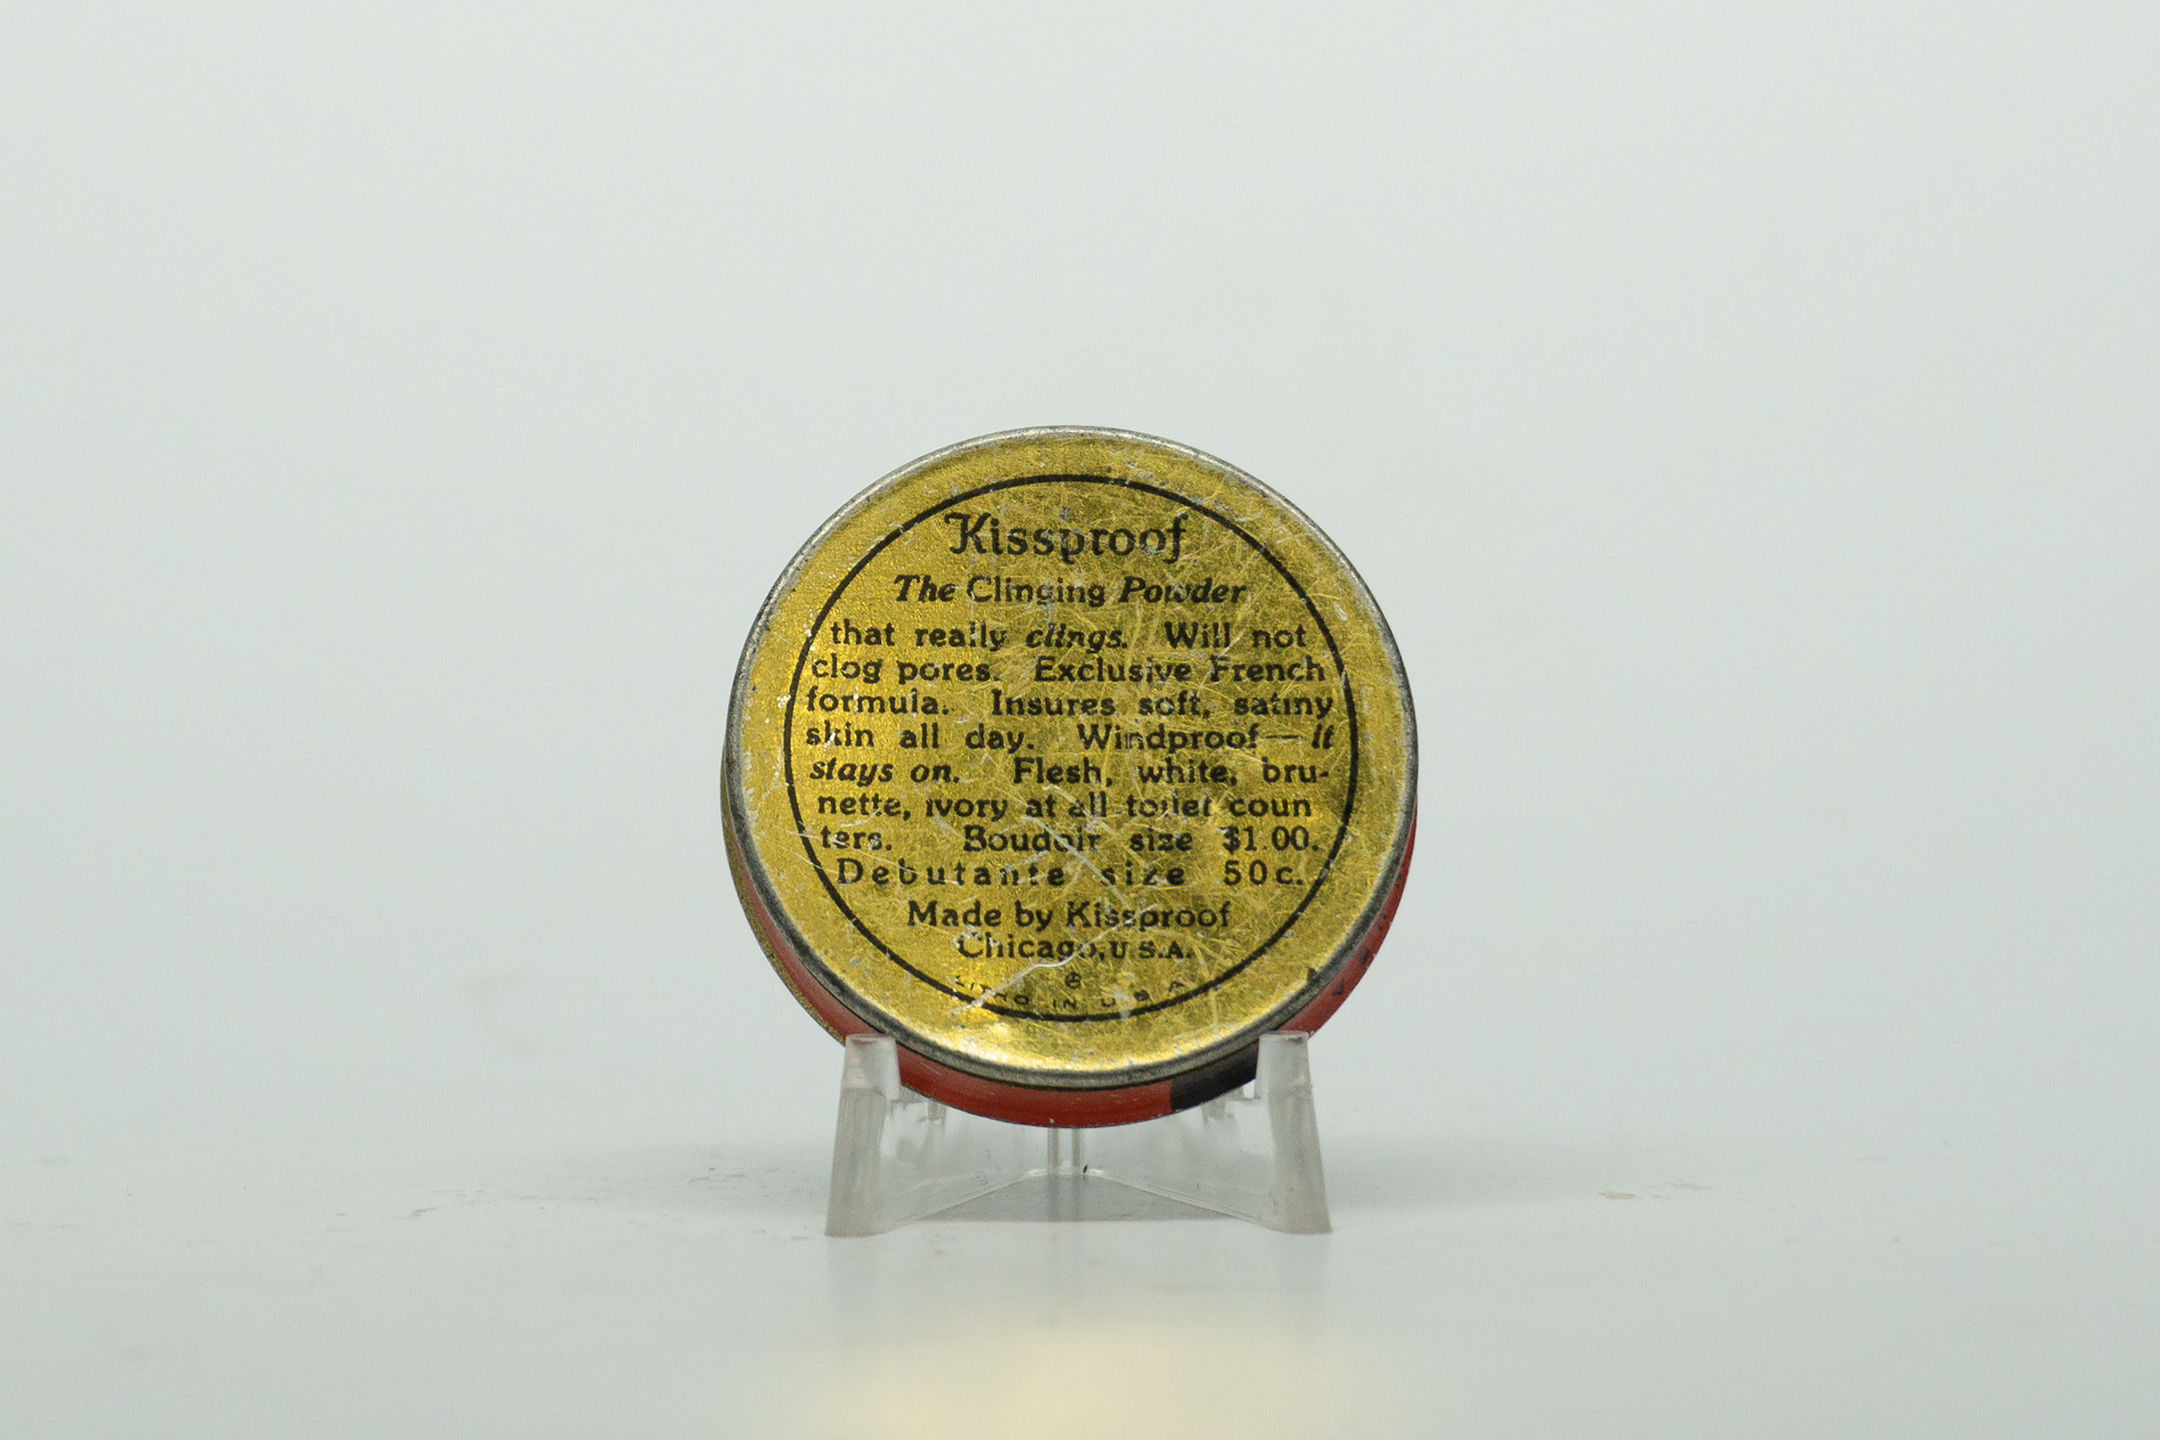 Kissproof
The Clinging Powder
that really clings. Will not
clog pores. Exclusive French
formula. Insures soft, satiny
skin all day. Windproof—It
stays on. Flesh, white, bru-
nette, ivory at all toilet coun
ters. Boudoir size $1.00.
Debutante size 50c.
Made by Kissproof
Chicago, U.S.A.
LITHO IN U S A